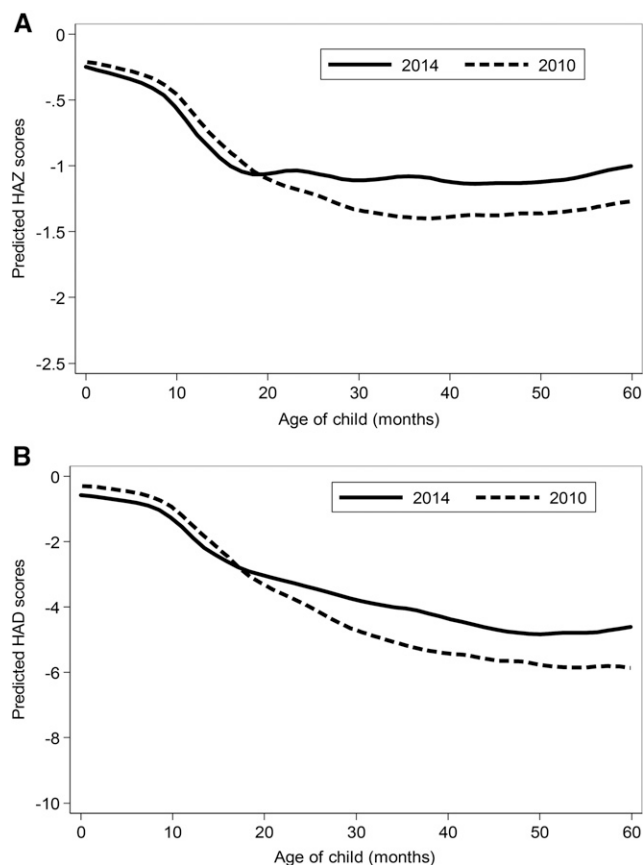 A
0
-.5
-1
-1.5
-2
-2.5
Predicted HAZ scores
2014 2010
0 10 20 30 40 50 60
Age of child (months)
B
0
-2
-4
-6
-8
-10
Predicted HAD scores
2014 2010
0 10 20 30 40 50 60
Age of child (months)